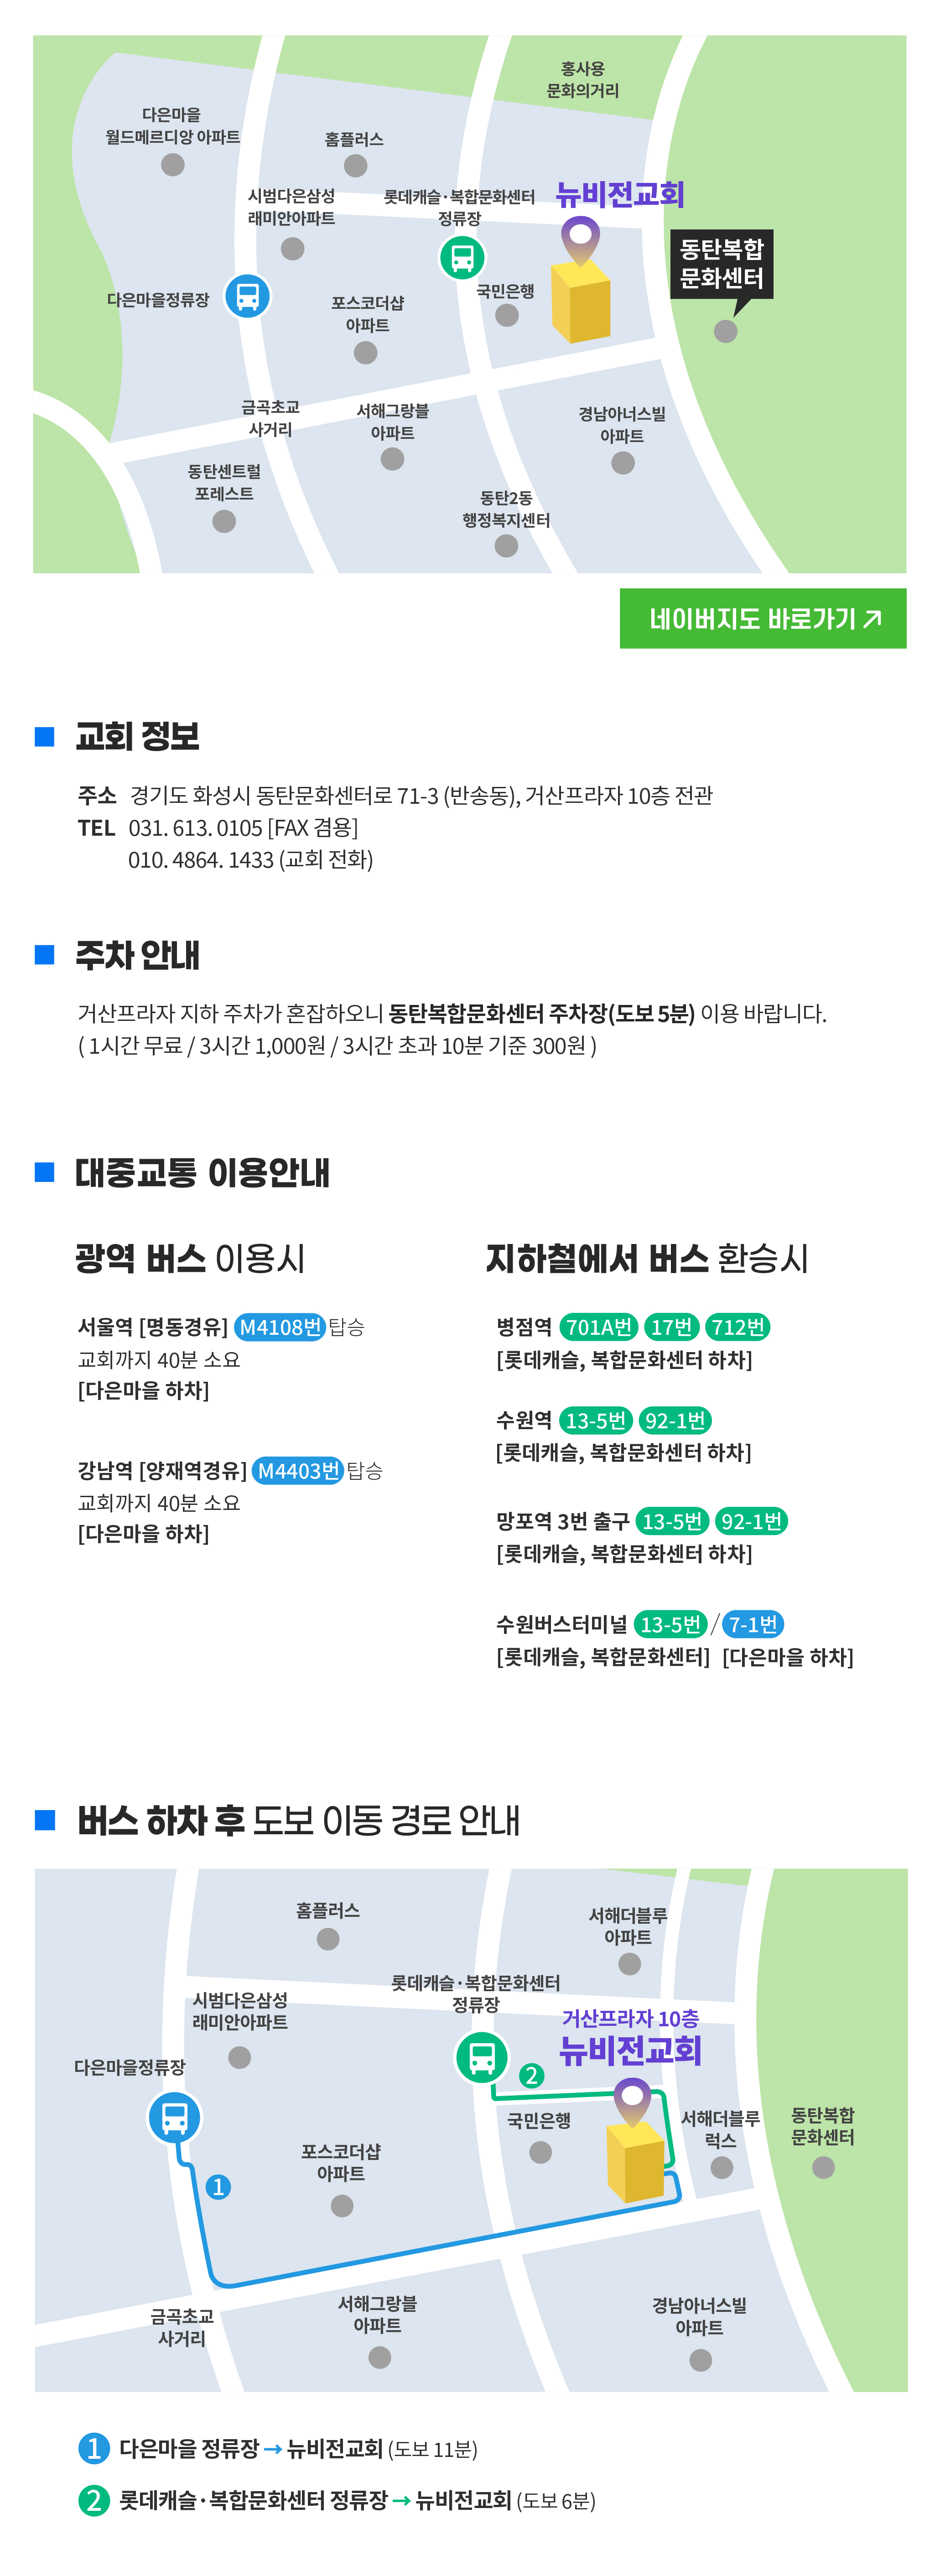 홍사용
문화의거리
다은마을
월드메르디앙 아파트
홈플러스
시범다은삼성
래미안아파트
롯데캐슬·복합문화센터
정류장
뉴비전교회
동탄복합
문화센터
다은마을정류장
포스코더샵
아파트
국민은행
금곡초교
사거리
서해그랑블
아파트
경남아너스빌
아파트
동탄센트럴
포레스트
동탄2동
행정복지센터
네이버지도 바로가기
교회 정보
주소 경기도 화성시 동탄문화센터로 71-3 (반송동), 거산프라자 10층 전관
TEL 031. 613. 0105 [FAX 겸용]
010. 4864. 1433 (교회 전화)
주차 안내
거산프라자 지하 주차가 혼잡하오니 동탄복합문화센터 주차장(도보 5분) 이용 바랍니다.
( 1시간 무료 / 3시간 1,000원 / 3시간 초과 10분 기준 300원 )
대중교통 이용안내
광역 버스 이용시
서울역 [명동경유] M4108번 탑승
교회까지 40분 소요
[다은마을 하차]
강남역 [양재역경유] M4403번 탑승
교회까지 40분 소요
[다은마을 하차]
지하철에서 버스 환승시
병점역 701A번 17번 712번
[롯데캐슬, 복합문화센터 하차]
수원역 13-5번 92-1번
[롯데캐슬, 복합문화센터 하차]
망포역 3번 출구 13-5번 92-1번
[롯데캐슬, 복합문화센터 하차]
수원버스터미널 13-5번 / 7-1번
[롯데캐슬, 복합문화센터] [다은마을 하차]
버스 하차 후 도보 이동 경로 안내
홈플러스
서해더블루
아파트
롯데캐슬·복합문화센터
정류장
시범다은삼성
래미안아파트
거산프라자 10층
뉴비전교회
다은마을정류장
2
국민은행
서해더블루
럭스
동탄복합
문화센터
포스코더샵
아파트
1
금곡초교
사거리
서해그랑블
아파트
경남아너스빌
아파트
1 다은마을 정류장 → 뉴비전교회 (도보 11분)
2 롯데캐슬·복합문화센터 정류장 → 뉴비전교회 (도보 6분)